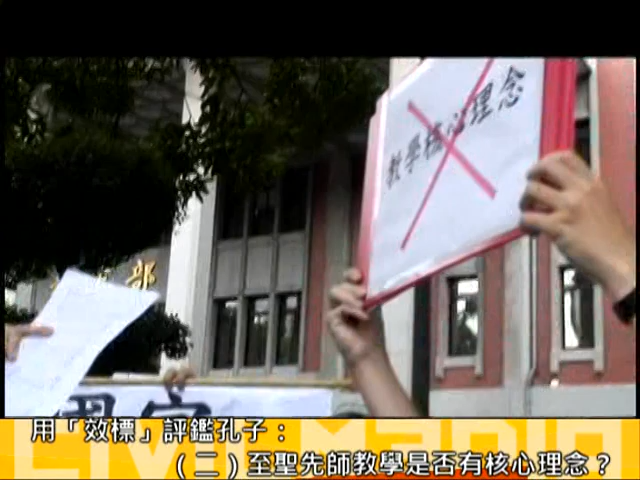 教學核心理念
部
用「效標」評鑑孔子：
（二）至聖先師教學是否有核心理念？